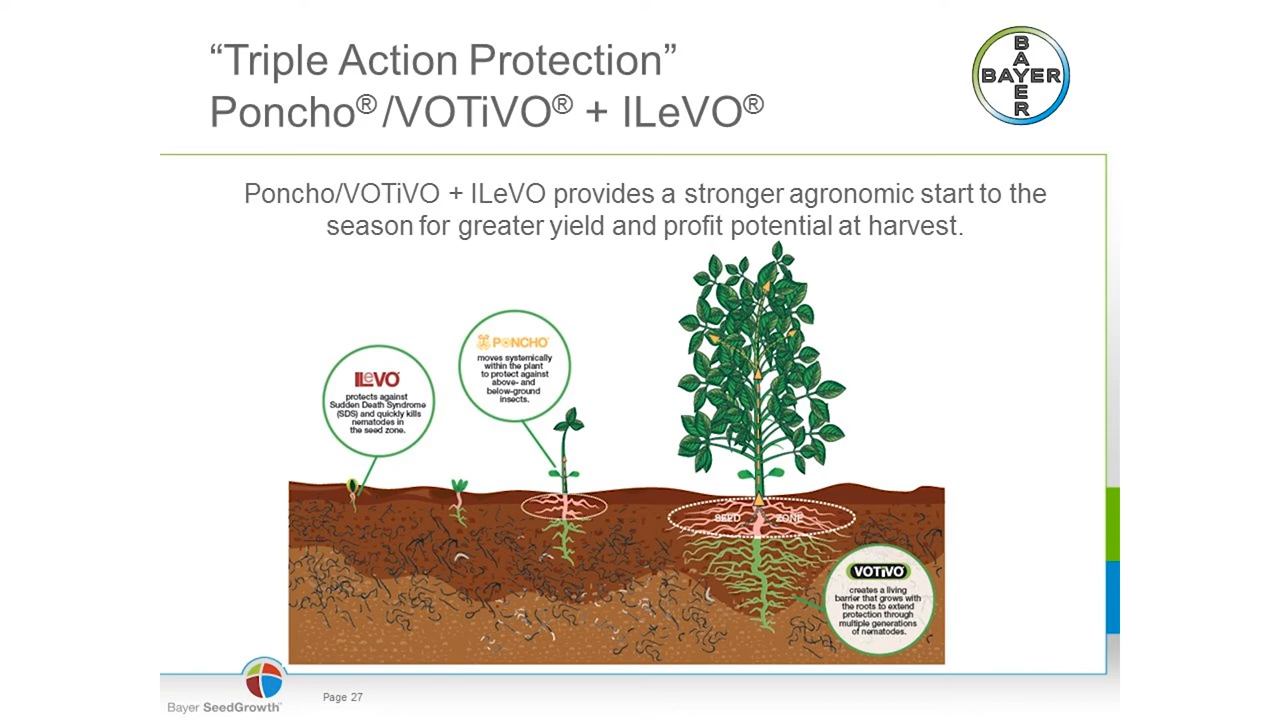 “Triple Action Protection”
Poncho®/VOTiVO® + ILeVO®
BAYER
BAYER
Poncho/VOTiVO + ILeVO provides a stronger agronomic start to the
season for greater yield and profit potential at harvest.
PONCHO®
moves systemically
within the plant
to protect against
above- and
below-ground
insects.
ILeVO®
protects against
Sudden Death Syndrome
(SDS) and quickly kills
nematodes in
the seed zone.
SEED ZONE
VOTiVO®
creates a living
barrier that grows with
the roots to extend
protection through
multiple generations
of nematodes.
Bayer SeedGrowth™
Page 27